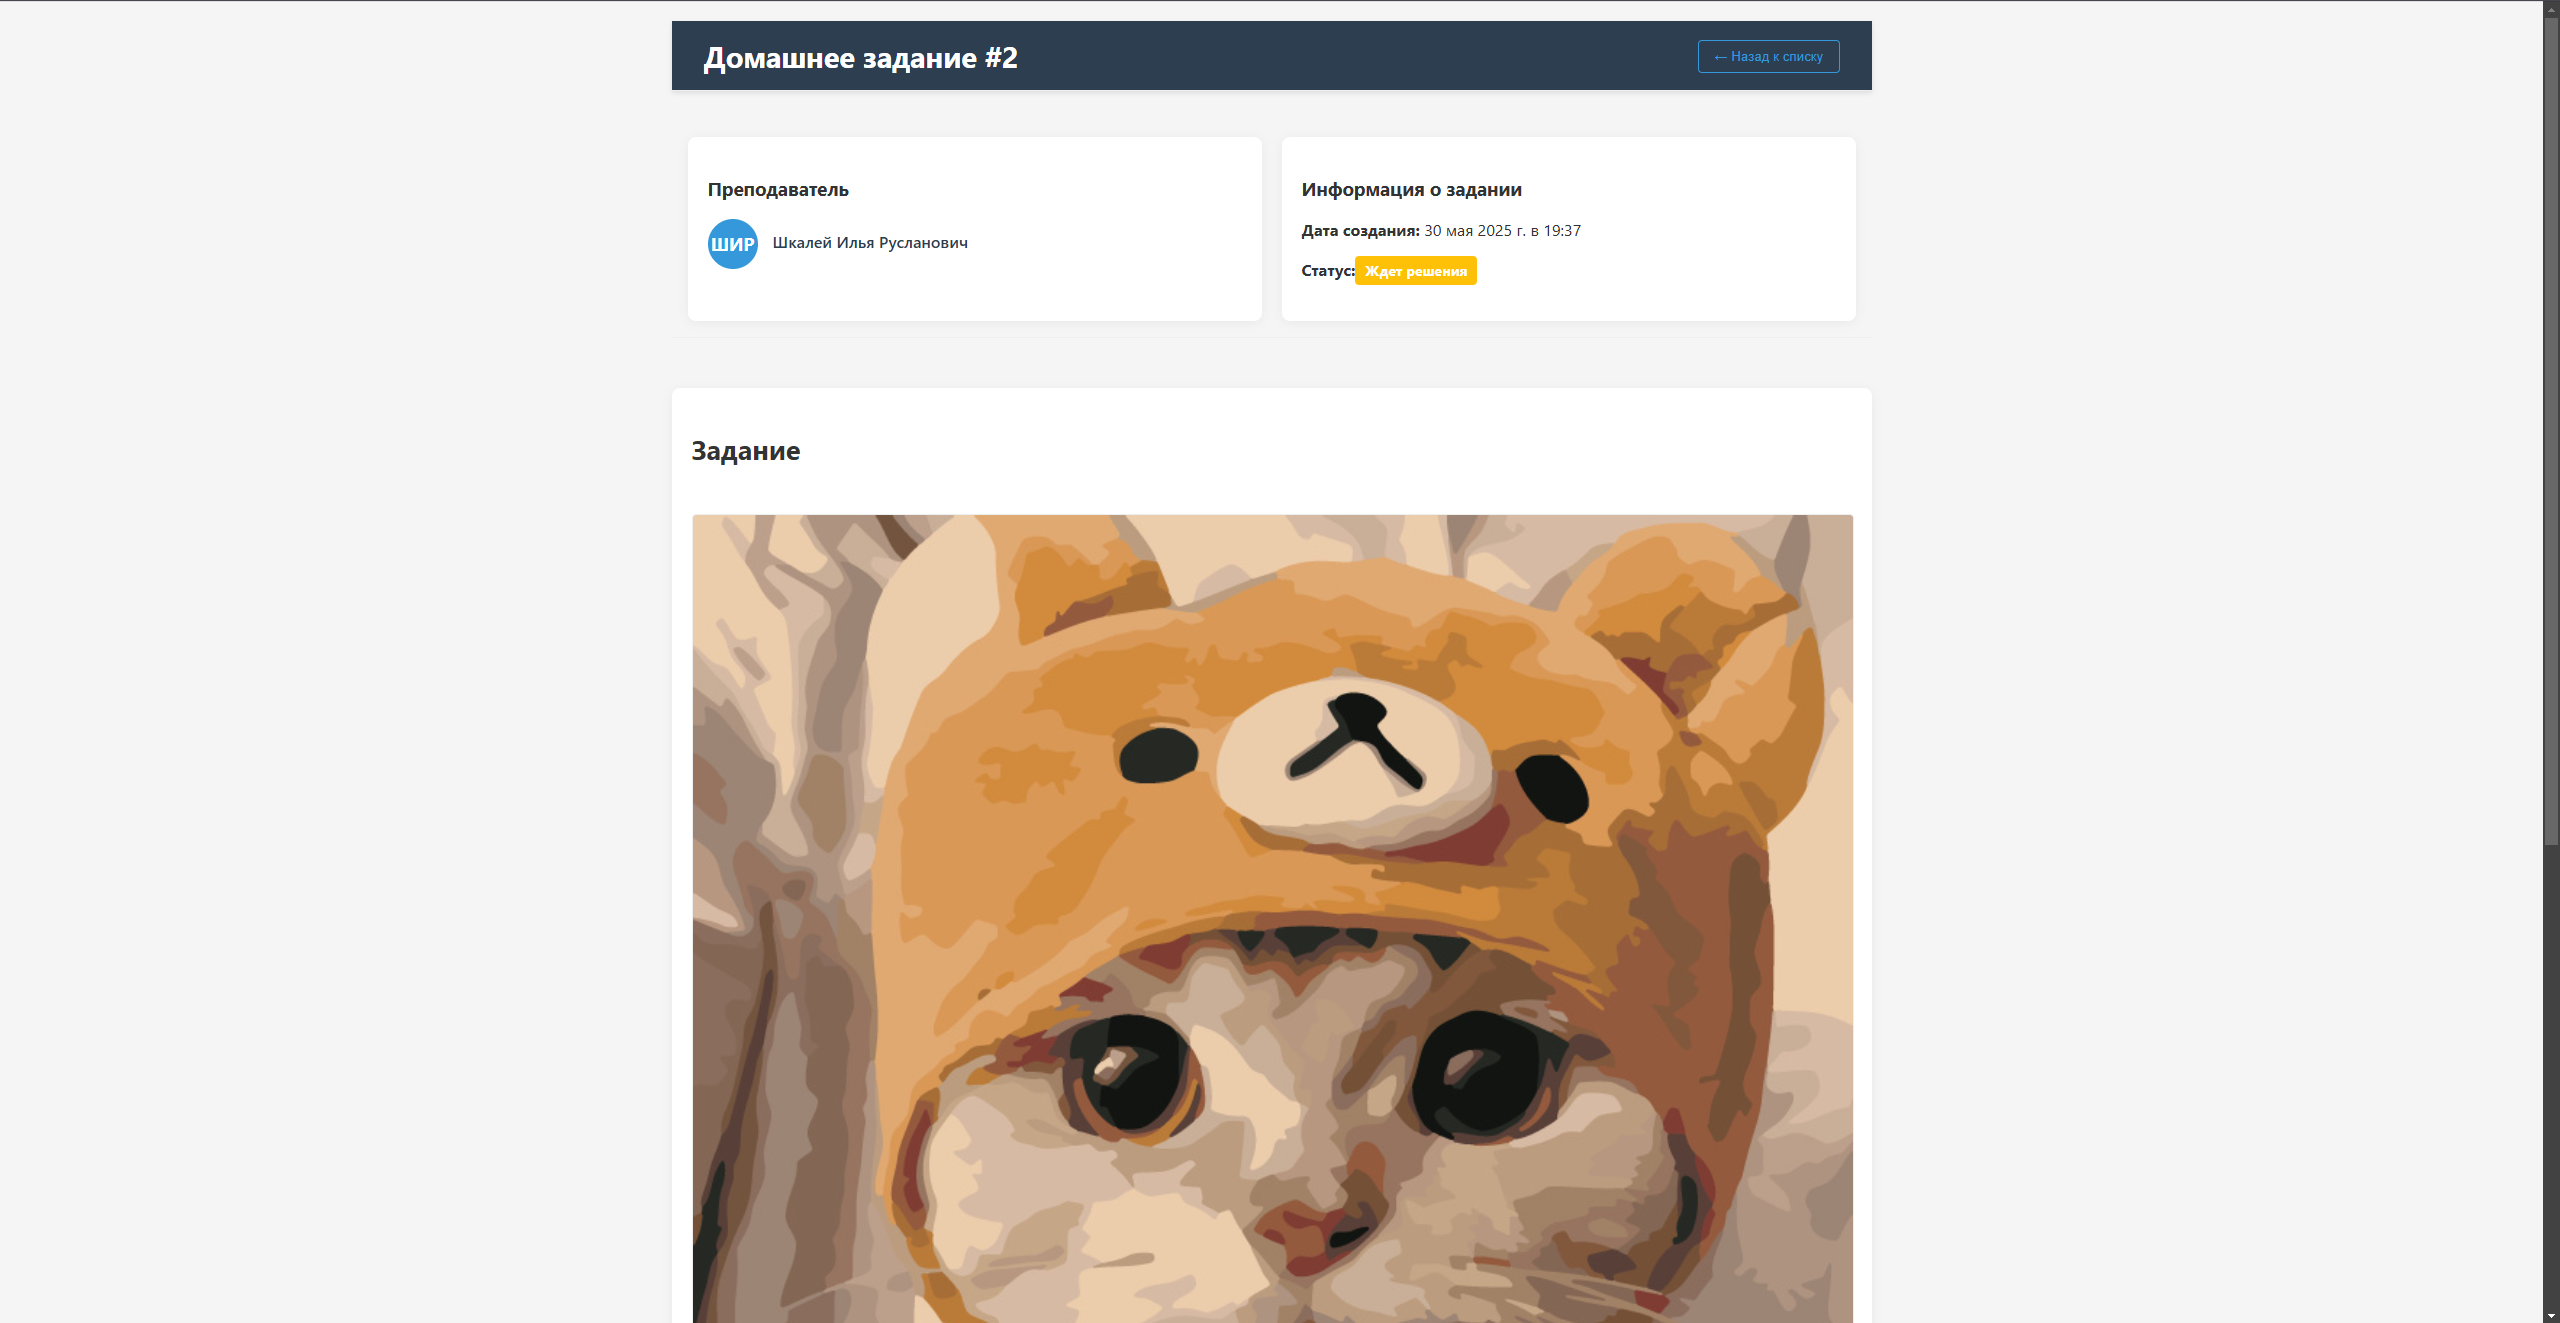 Домашнее задание #2
← Назад к списку
Преподаватель
ШИР
Шкалей Илья Русланович
Информация о задании
Дата создания: 30 мая 2025 г. в 19:37
Статус: Ждет решения
Задание